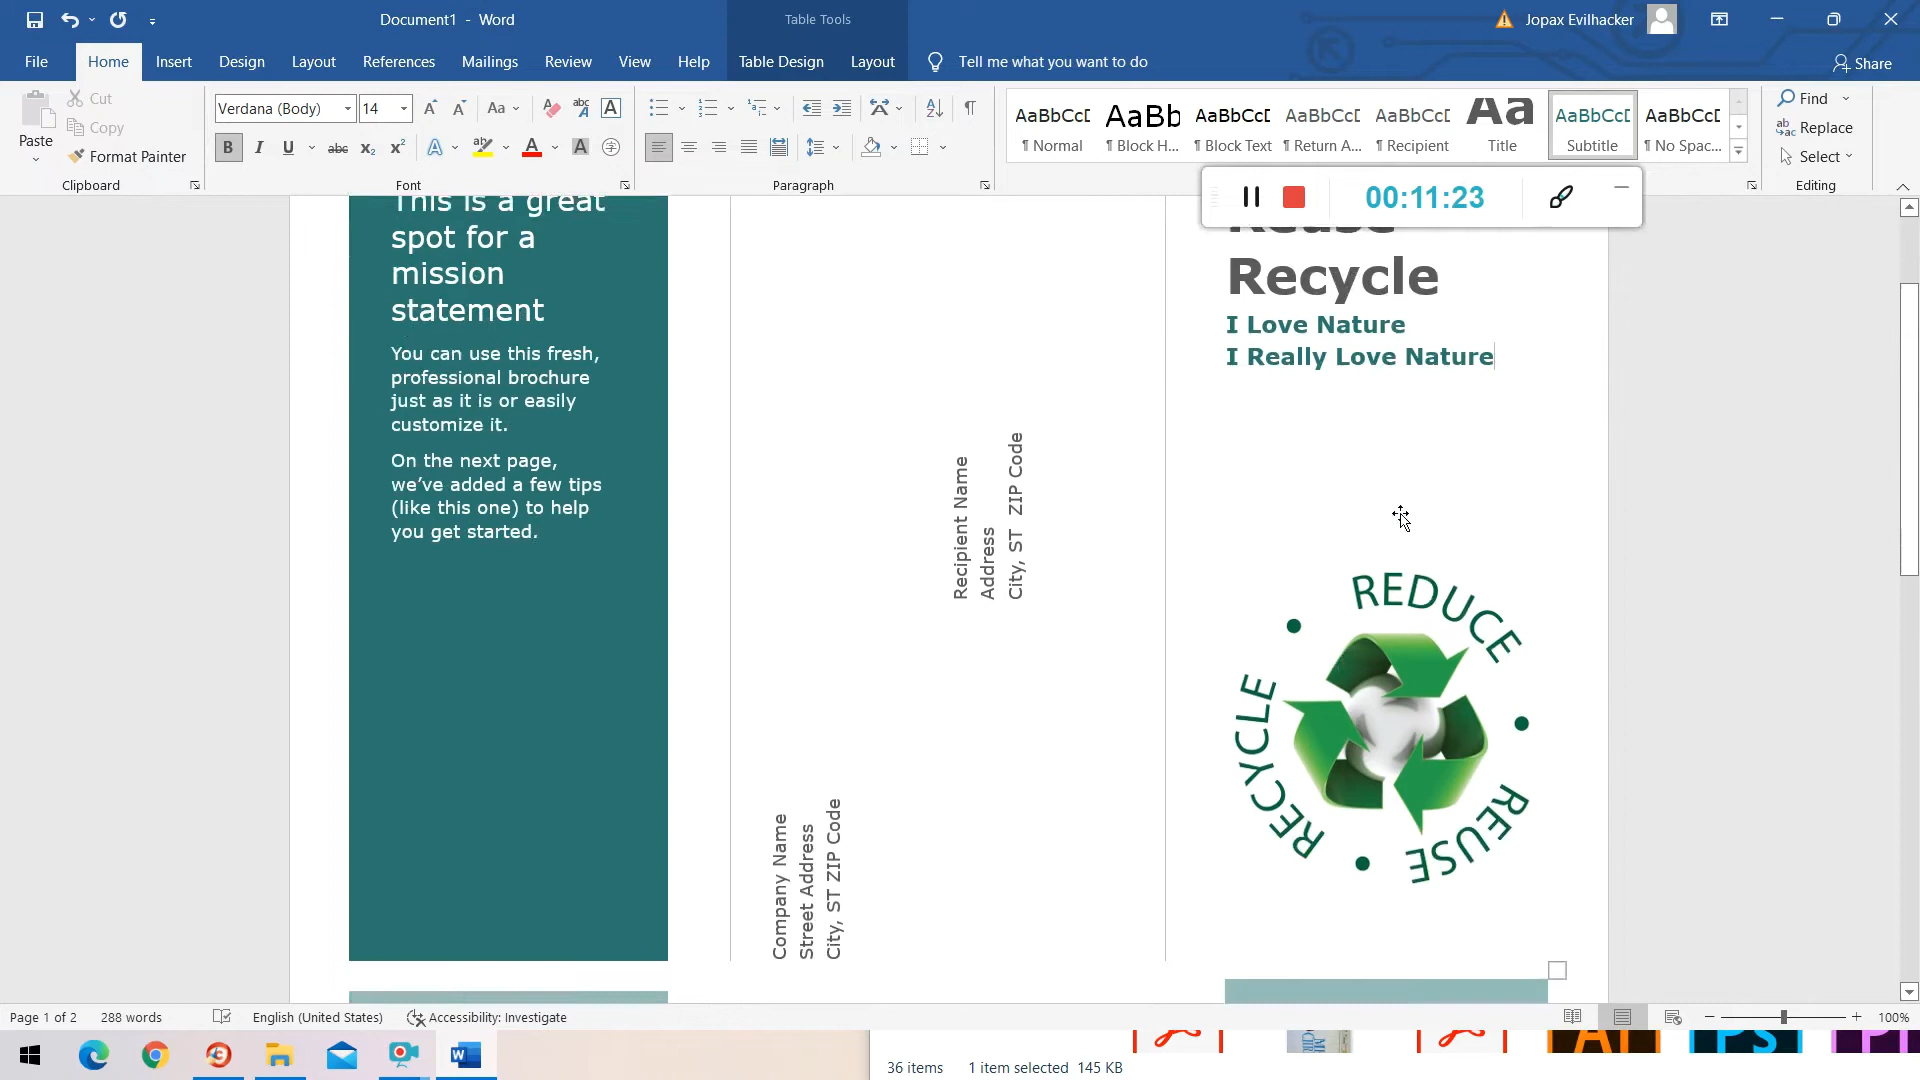 Document1 - Word
Table Tools
Jopax Evilhacker
File
Home
Insert
Design
Layout
References
Mailings
Review
View
Help
Table Design
Layout
Tell me what you want to do
Share
Paste
Cut
Copy
Format Painter
Clipboard
Verdana (Body)
14
Font
Paragraph
AaBbCcD
¶ Normal
AaBb
¶ Block H...
AaBbCcD
¶ Block Text
AaBbCcD
¶ Return A...
AaBbCcD
¶ Recipient
Aa
Title
AaBbCcD
Subtitle
AaBbCcD
¶ No Spac...
Find
Replace
Select
Editing
00:11:23
This is a great
spot for a
mission
statement
You can use this fresh,
professional brochure
just as it is or easily
customize it.
On the next page,
we've added a few tips
(like this one) to help
you get started.
Recipient Name
Address
City, ST ZIP Code
Company Name
Street Address
City, ST ZIP Code
Reuse
Recycle
I Love Nature
I Really Love Nature
REDUCE
REUSE
RECYCLE
Page 1 of 2
288 words
English (United States)
Accessibility: Investigate
100%
36 items
1 item selected 145 KB